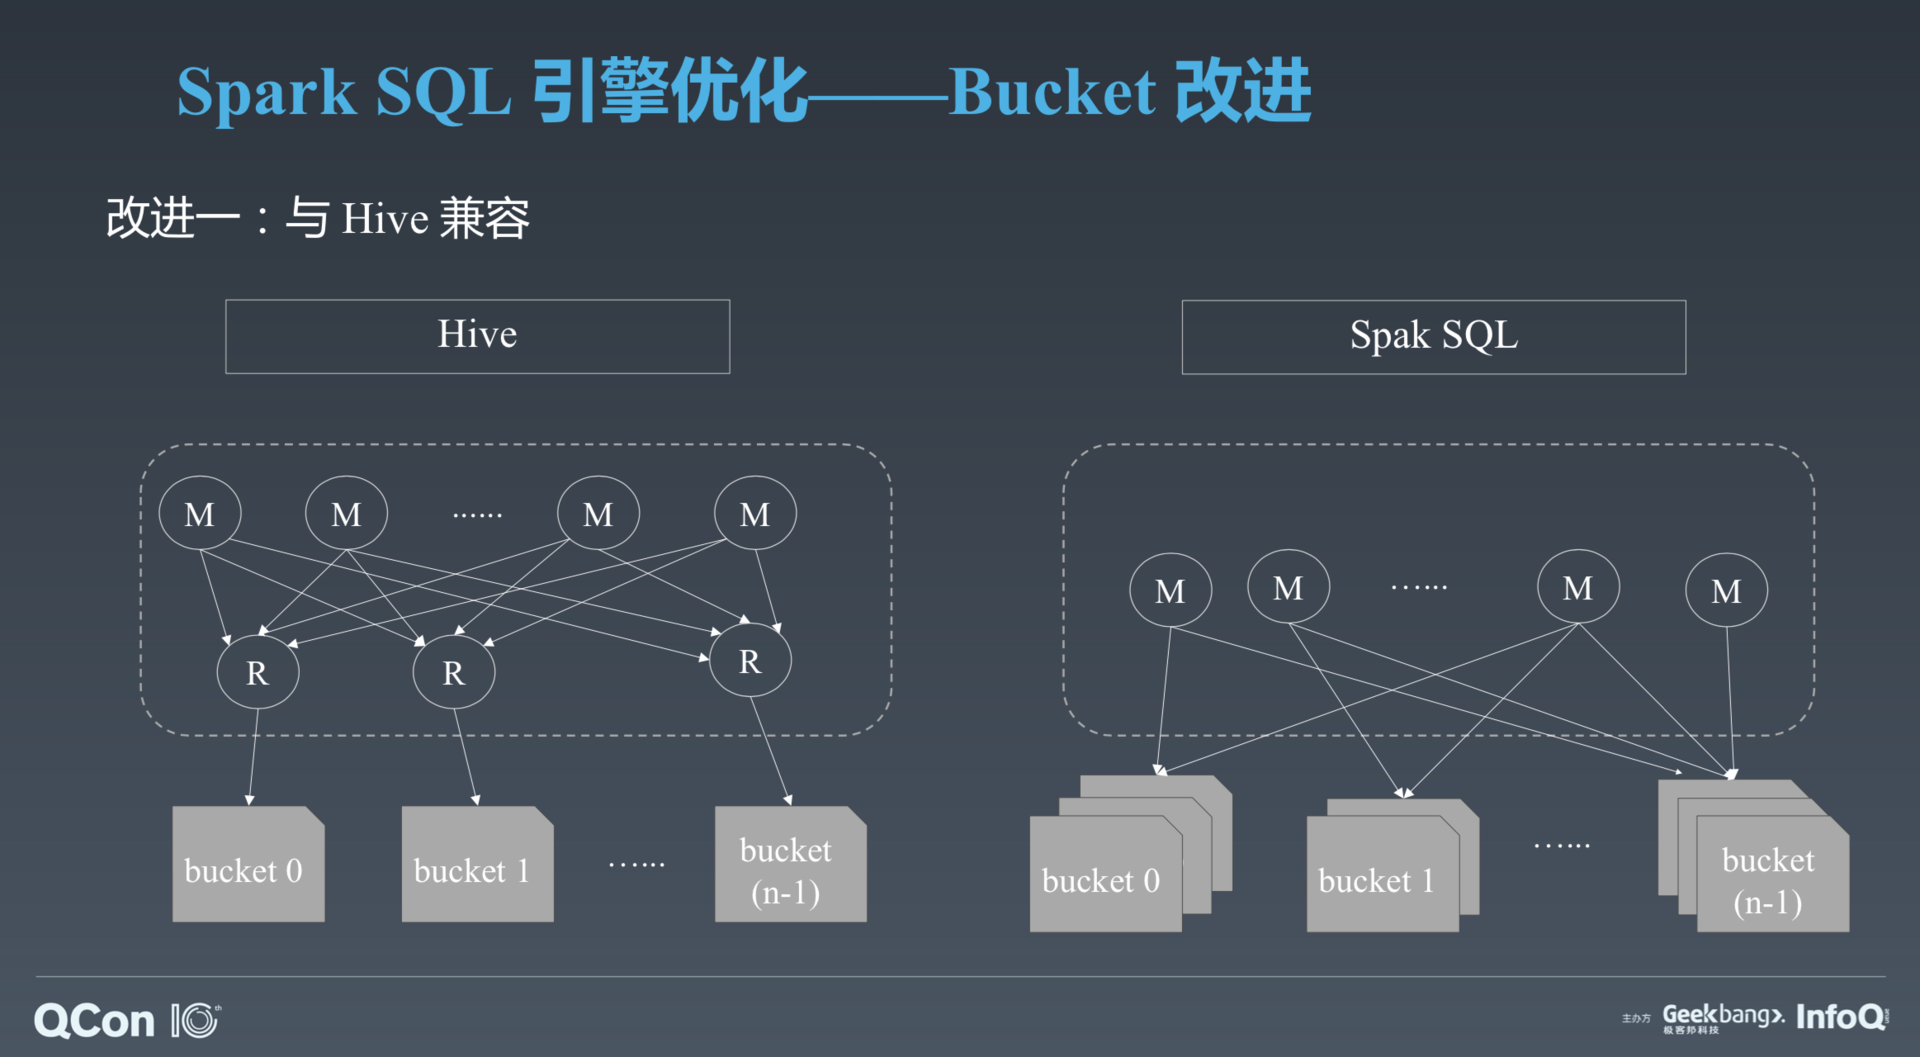 Spark SQL 引擎优化——Bucket 改进
改进一：与 Hive 兼容
Hive
Spak SQL
M M ...... M M
R R R
bucket 0
bucket 1
......
bucket
(n-1)
M M ...... M M
bucket 0
bucket 1
......
bucket
(n-1)
QCon 10th
主办方 Geekbang>. InfoQ
极客邦科技